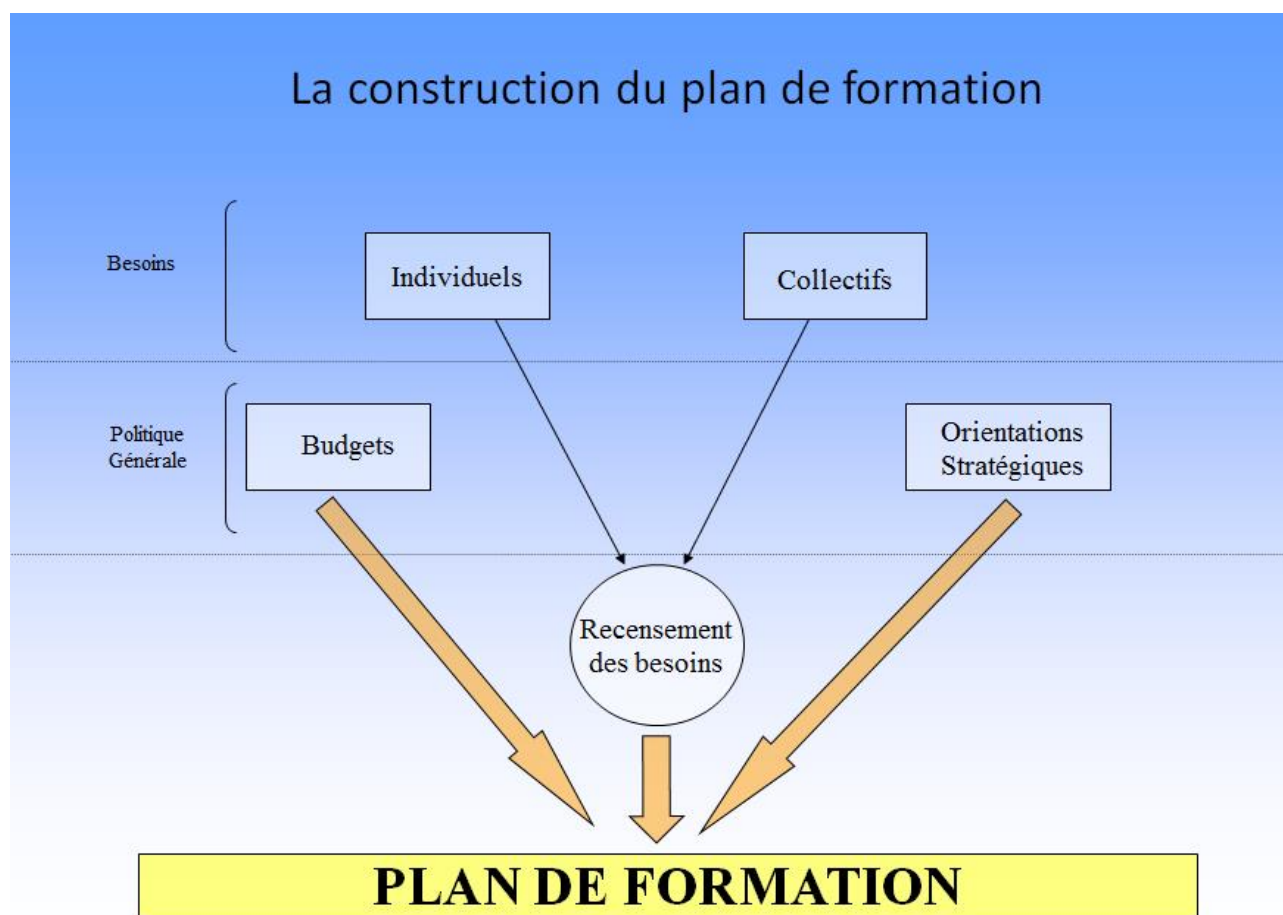 La construction du plan de formation
Besoins
Individuels
Collectifs
Politique
Générale
Budgets
Orientations
Stratégiques
Recensement
des besoins
PLAN DE FORMATION